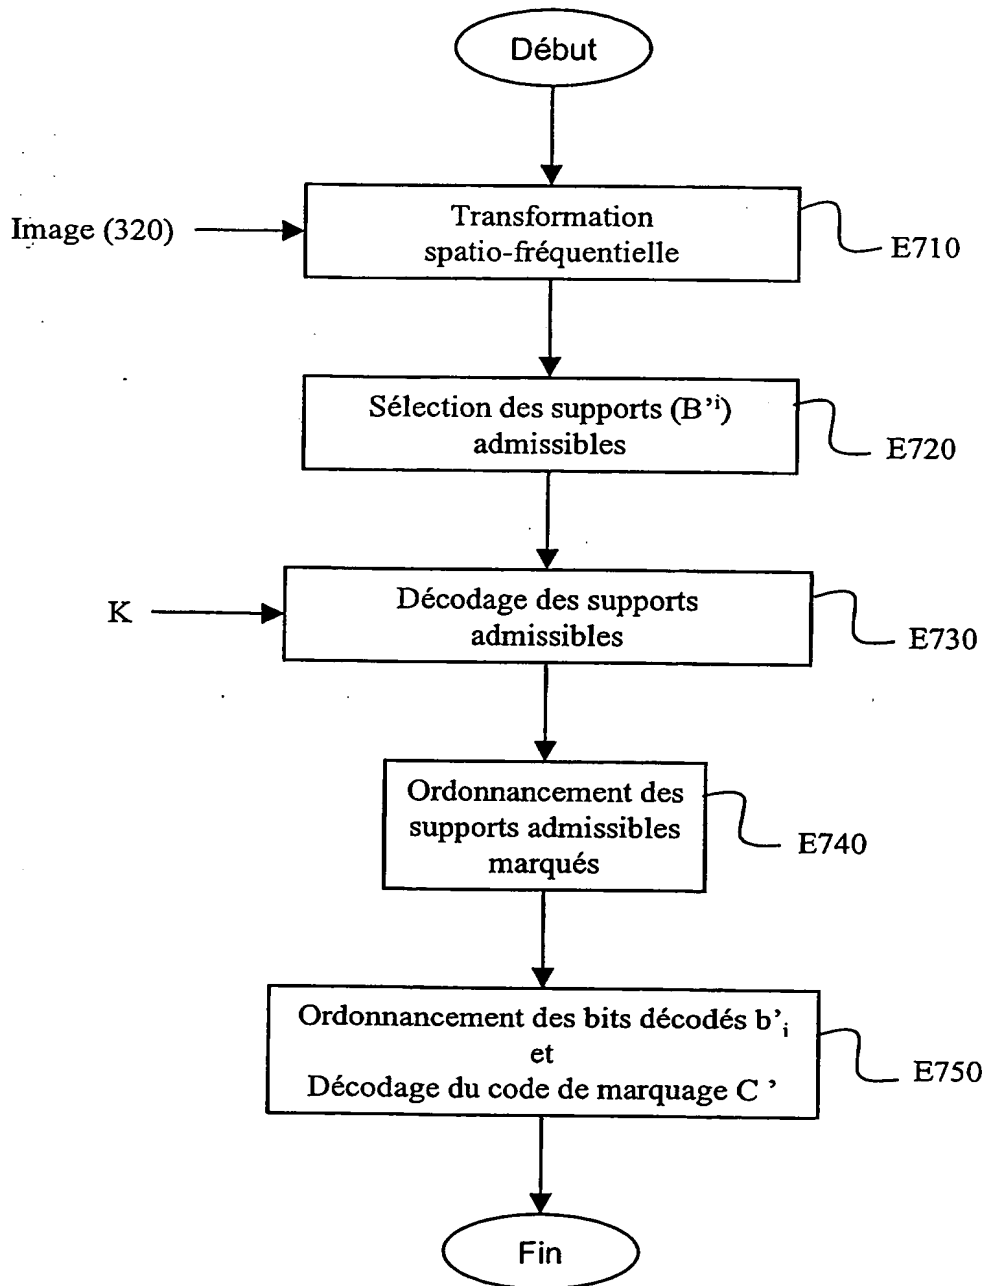 Début
Image (320)
Transformation
spatio-fréquentielle
E710
Sélection des supports (B’ⁱ)
admissibles
E720
K
Décodage des supports
admissibles
E730
Ordonnancement des
supports admissibles
marqués
E740
Ordonnancement des bits décodés b’ᵢ
et
Décodage du code de marquage C ’
E750
Fin